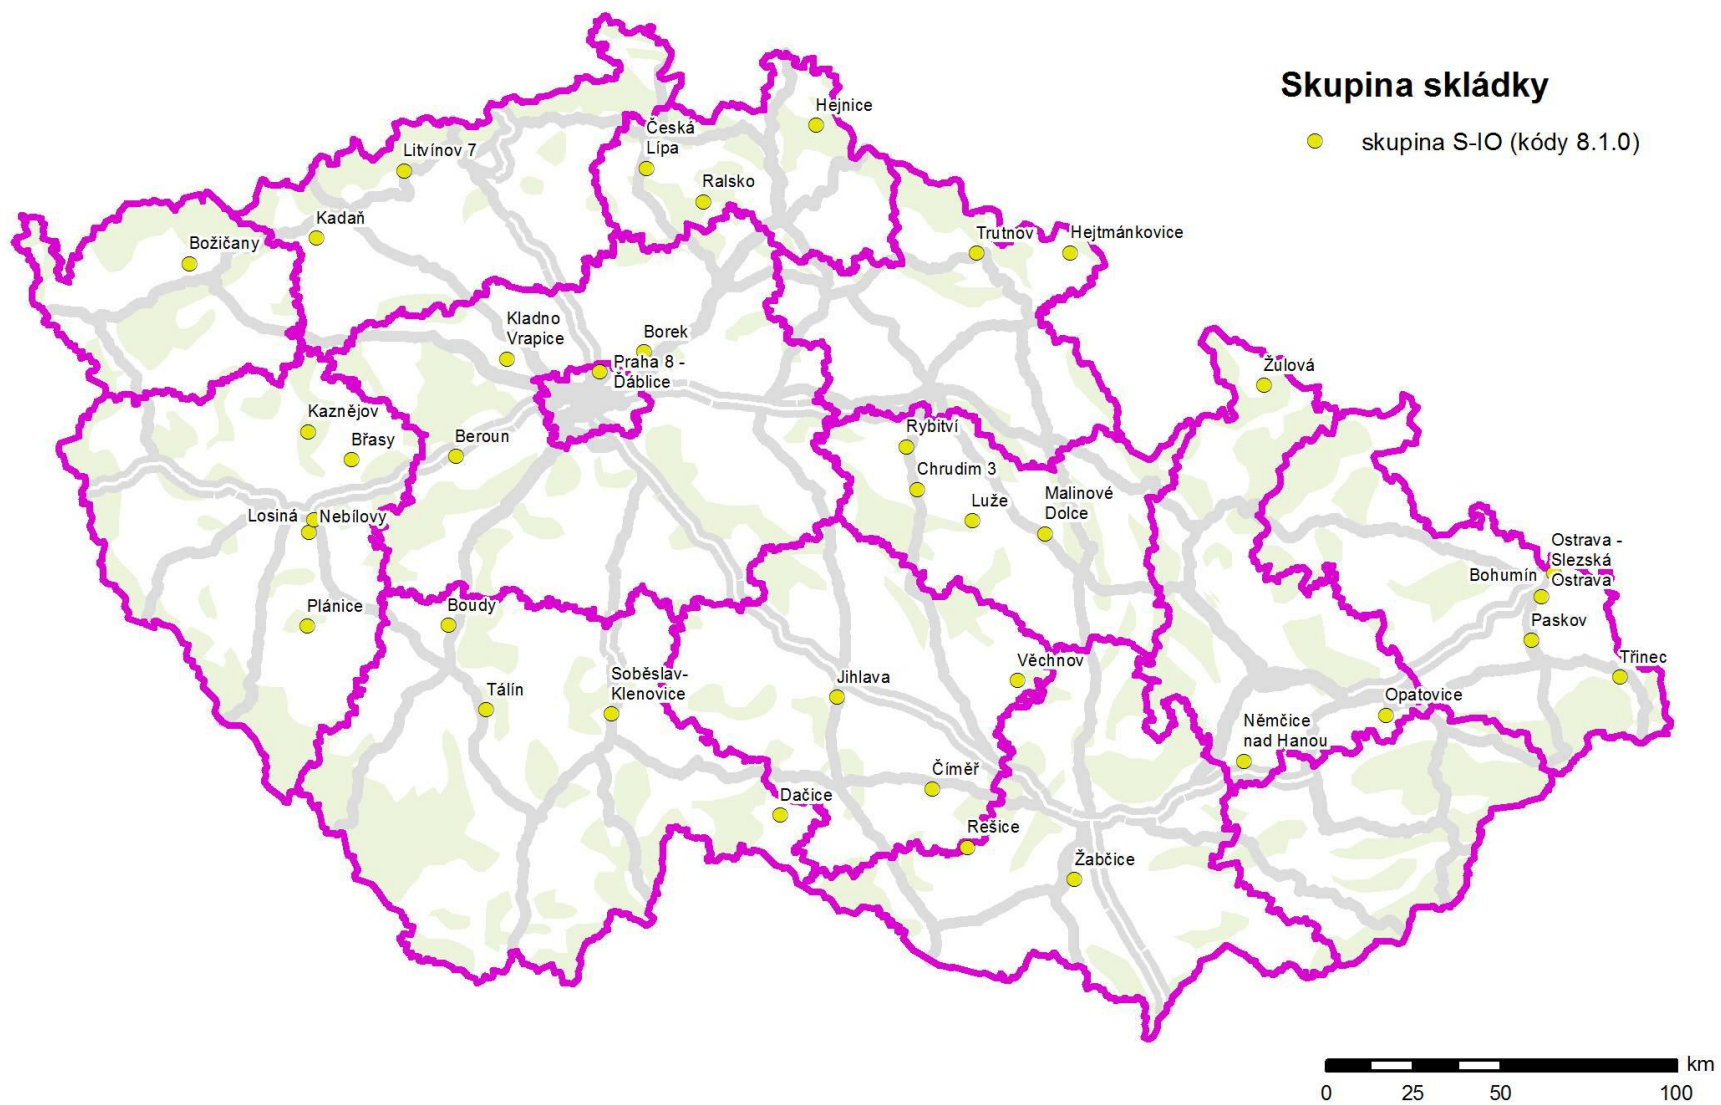 Skupina skládky
skupina S-IO (kódy 8.1.0)
Hejnice
Česká
Lípa
Litvínov 7
Ralsko
Kadaň
Božičany
Trutnov
Hejtmánkovice
Kladno
Vrapice
Borek
Praha 8 -
Ďáblice
Žulová
Kaznějov
Břasy
Beroun
Rybitví
Chrudim 3
Luže
Malinové
Dolce
Losiná
Nebílovy
Ostrava -
Slezská
Ostrava
Bohumín
Plánice
Boudy
Paskov
Věchnov
Třinec
Tálín
Soběslav-
Klenovice
Jihlava
Opatovice
Němčice
nad Hanou
Číměř
Dačice
Rešice
Žabčice
km
0 25 50 100